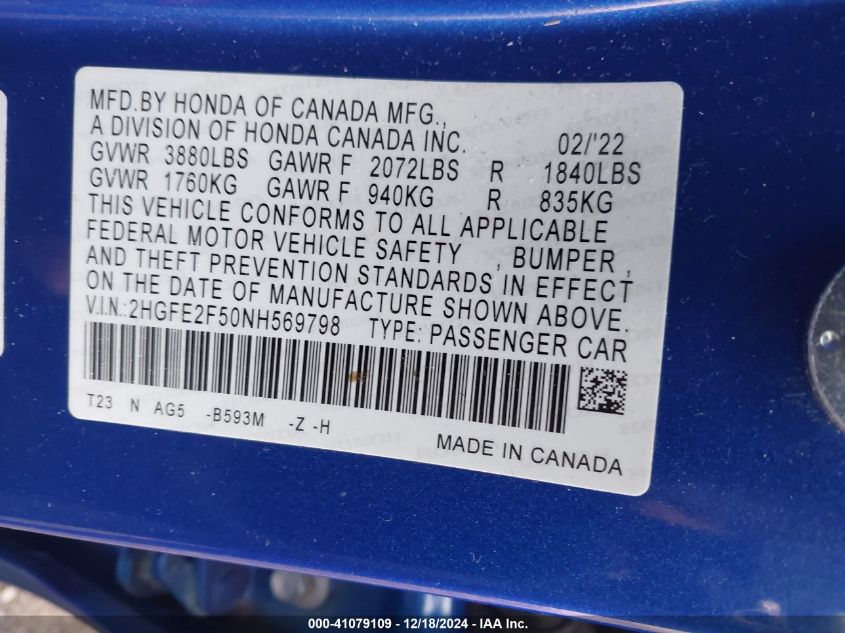 MFD.BY HONDA OF CANADA MFG.,
A DIVISION OF HONDA CANADA INC. 02/'22
GVWR 3880LBS GAWR F 2072LBS R 1840LBS
GVWR 1760KG GAWR F 940KG R 835KG
THIS VEHICLE CONFORMS TO ALL APPLICABLE
FEDERAL MOTOR VEHICLE SAFETY , BUMPER ,
AND THEFT PREVENTION STANDARDS IN EFFECT
ON THE DATE OF MANUFACTURE SHOWN ABOVE.
V.I.N.:2HGFE2F50NH569798 TYPE: PASSENGER CAR
T23 N AG5 -B593M -Z -H
MADE IN CANADA
000-41079109 - 12/18/2024 - IAA Inc.